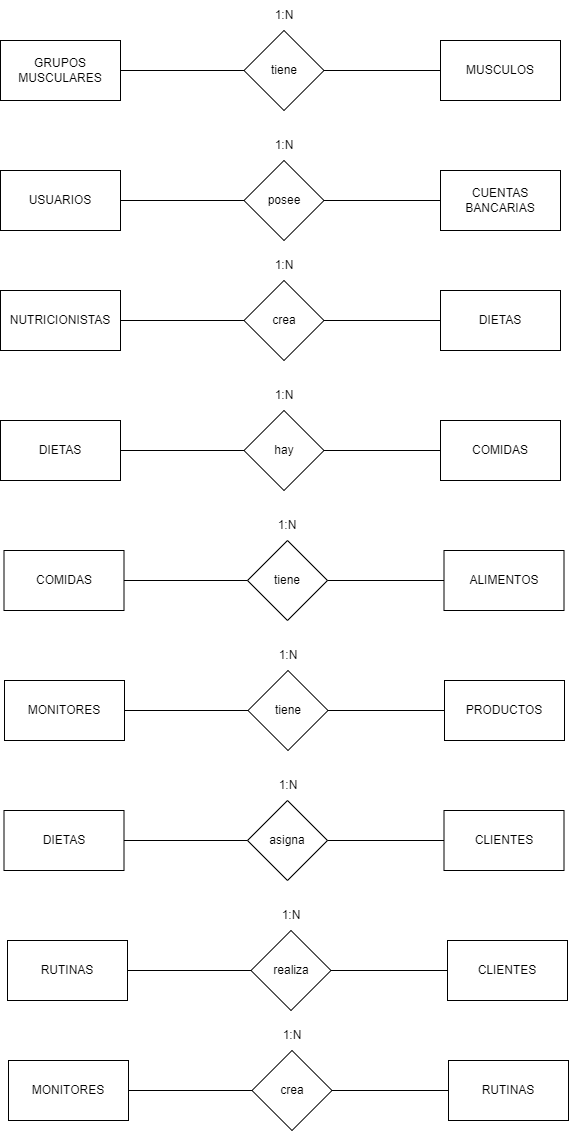 1:N
GRUPOS
MUSCULARES
tiene
MUSCULOS
1:N
USUARIOS
posee
CUENTAS
BANCARIAS
1:N
NUTRICIONISTAS
crea
DIETAS
1:N
DIETAS
hay
COMIDAS
1:N
COMIDAS
tiene
ALIMENTOS
1:N
MONITORES
tiene
PRODUCTOS
1:N
DIETAS
asigna
CLIENTES
1:N
RUTINAS
realiza
CLIENTES
1:N
MONITORES
crea
RUTINAS